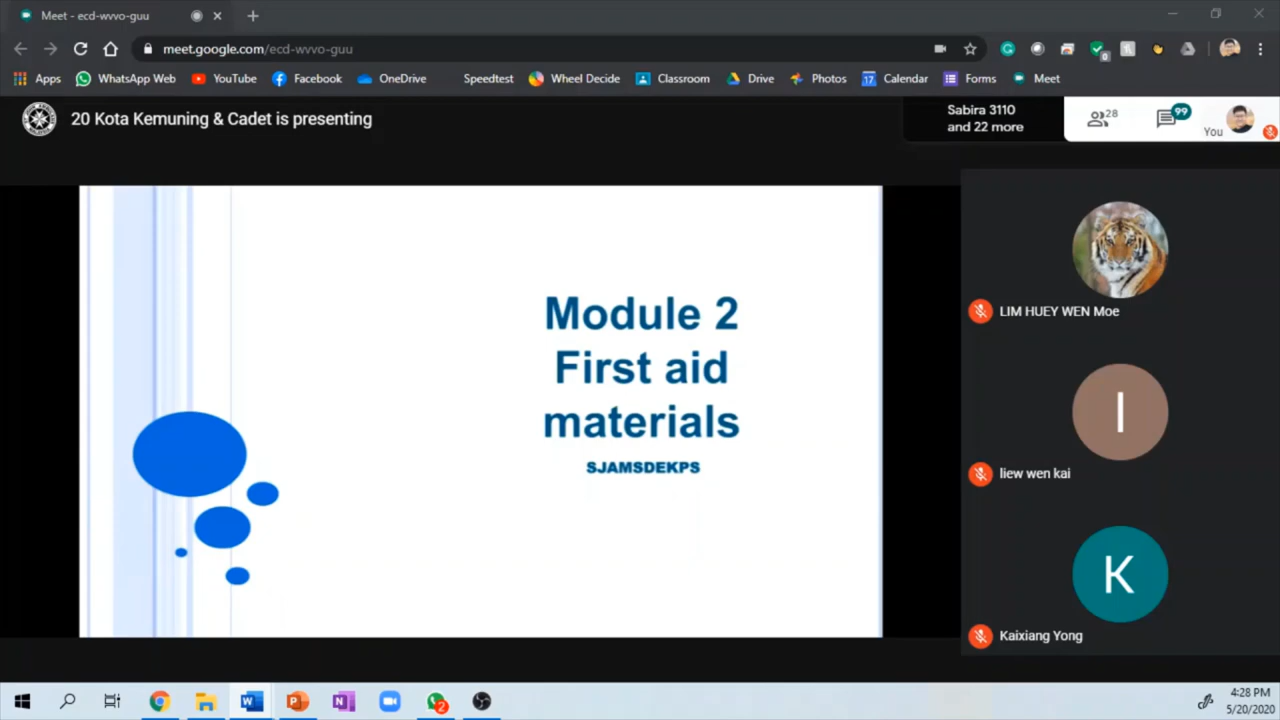 Meet - ecd-wvvo-guu
meet.google.com/ecd-wvvo-guu
0
Apps WhatsApp Web YouTube Facebook OneDrive Speedtest Wheel Decide Classroom Drive Photos 17 Calendar Forms Meet
20 Kota Kemuning & Cadet is presenting
Sabira 3110
and 22 more
28
99
You
Module 2
First aid
materials
SJAMSDEKPS
LIM HUEY WEN Moe
l
liew wen kai
K
Kaixiang Yong
W P N 2
4:28 PM
5/20/2020